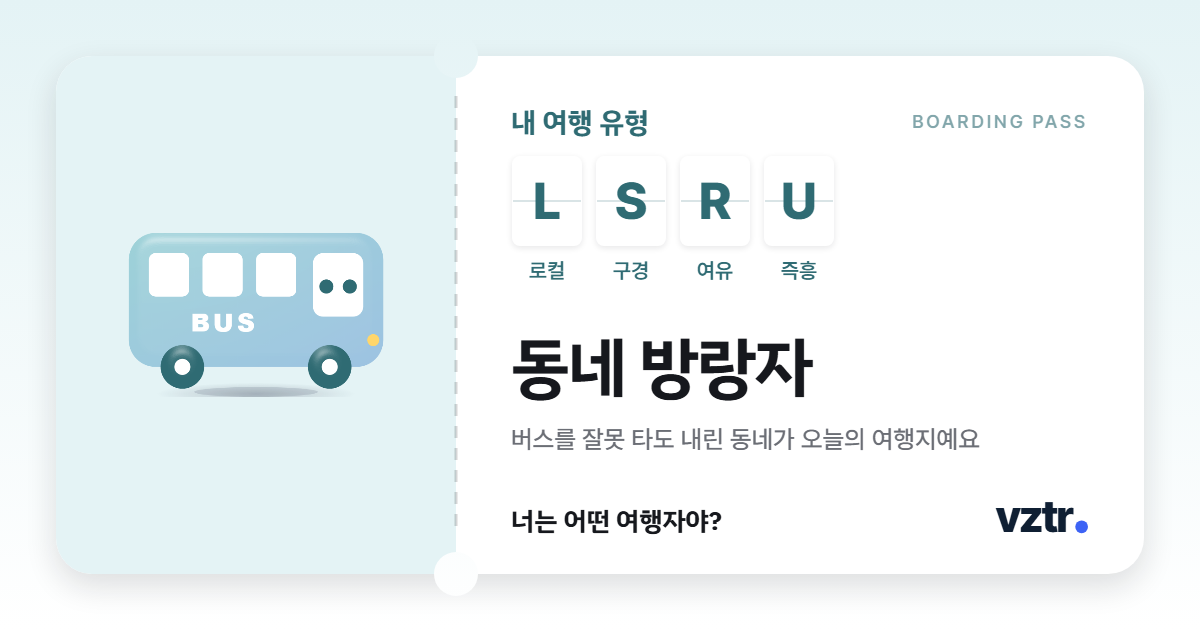 BUS
내 여행 유형
BOARDING PASS
L S R U
로컬 구경 여유 즉흥
동네 방랑자
버스를 잘못 타도 내린 동네가 오늘의 여행지예요
너는 어떤 여행자야?
vztr.